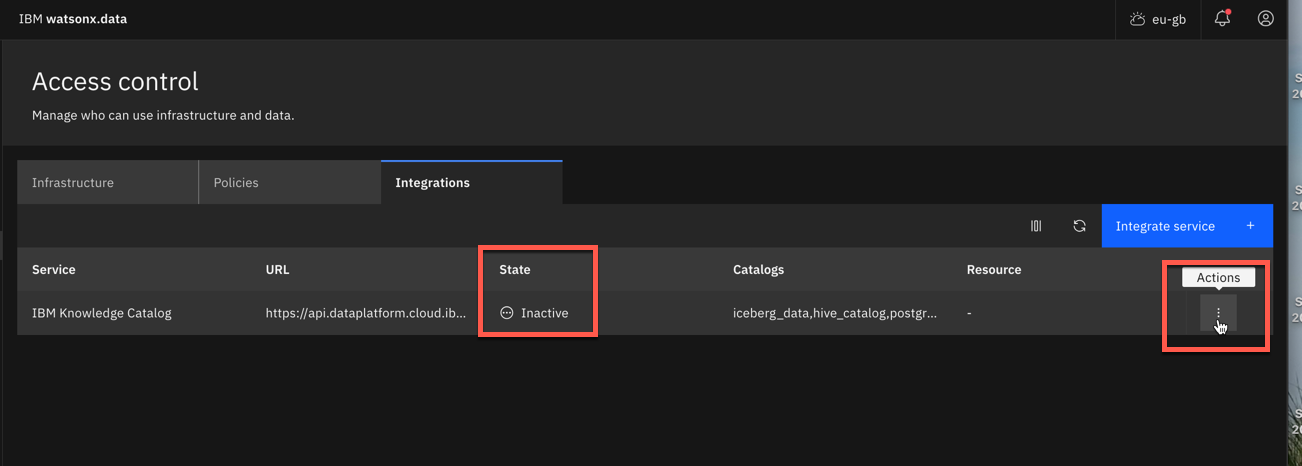 IBM watsonx.data
eu-gb
Access control
Manage who can use infrastructure and data.
Infrastructure
Policies
Integrations
Integrate service +
Service URL State Catalogs Resource
Actions
IBM Knowledge Catalog https://api.dataplatform.cloud.ib... Inactive iceberg_data,hive_catalog,postgr... -